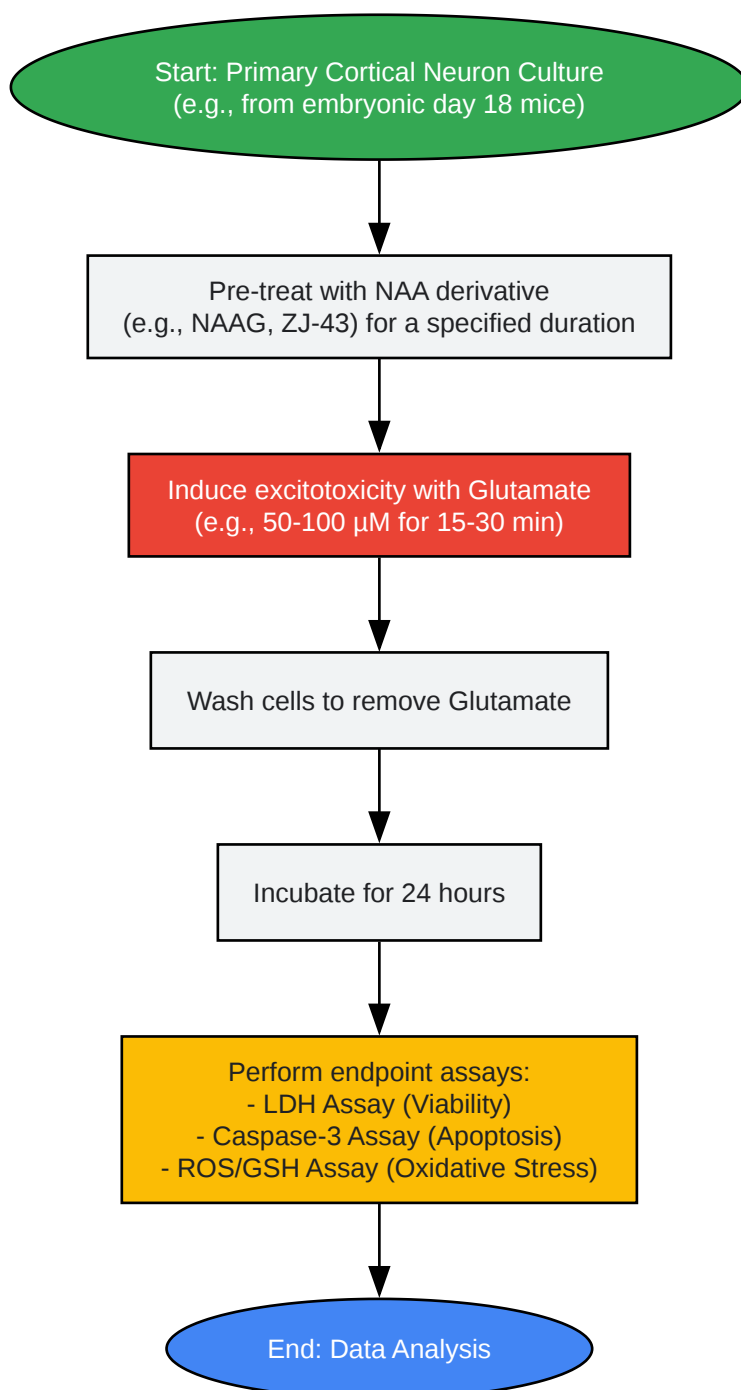 Start: Primary Cortical Neuron Culture
(e.g., from embryonic day 18 mice)
Pre-treat with NAA derivative
(e.g., NAAG, ZJ-43) for a specified duration
Induce excitotoxicity with Glutamate
(e.g., 50-100 µM for 15-30 min)
Wash cells to remove Glutamate
Incubate for 24 hours
Perform endpoint assays:
- LDH Assay (Viability)
- Caspase-3 Assay (Apoptosis)
- ROS/GSH Assay (Oxidative Stress)
End: Data Analysis